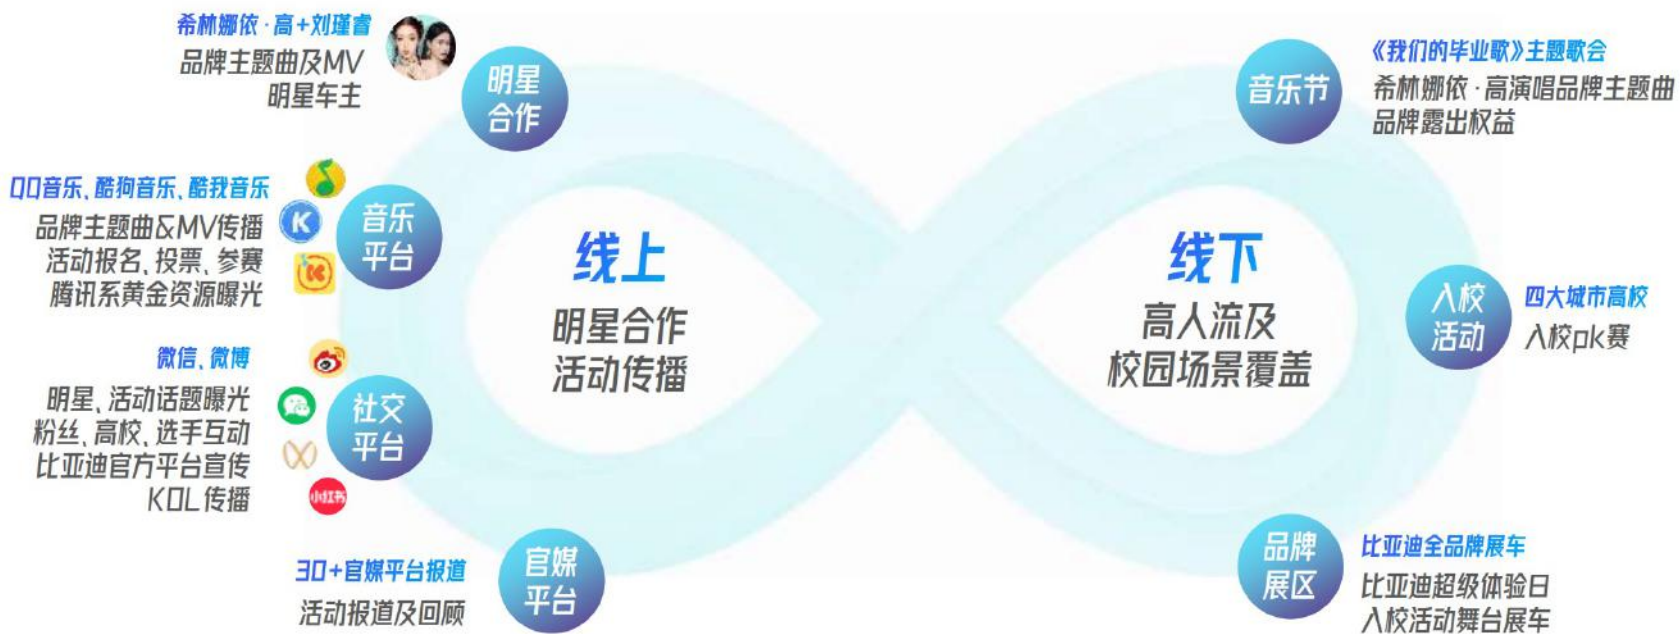 希林娜依·高+刘瑾睿
品牌主题曲及MV
明星车主
明星
合作
QQ音乐、酷狗音乐、酷我音乐
品牌主题曲&MV传播
活动报名、投票、参赛
腾讯系黄金资源曝光
K
音乐
平台
微信、微博
明星、活动话题曝光
粉丝、高校、选手互动
比亚迪官方平台宣传
KOL传播
小红书
社交
平台
30+官媒平台报道
活动报道及回顾
官媒
平台
线上
明星合作
活动传播
线下
高人流及
校园场景覆盖
音乐节
《我们的毕业歌》主题歌会
希林娜依·高演唱品牌主题曲
品牌露出权益
入校
活动
四大城市高校
入校pk赛
品牌
展区
比亚迪全品牌展车
比亚迪超级体验日
入校活动舞台展车